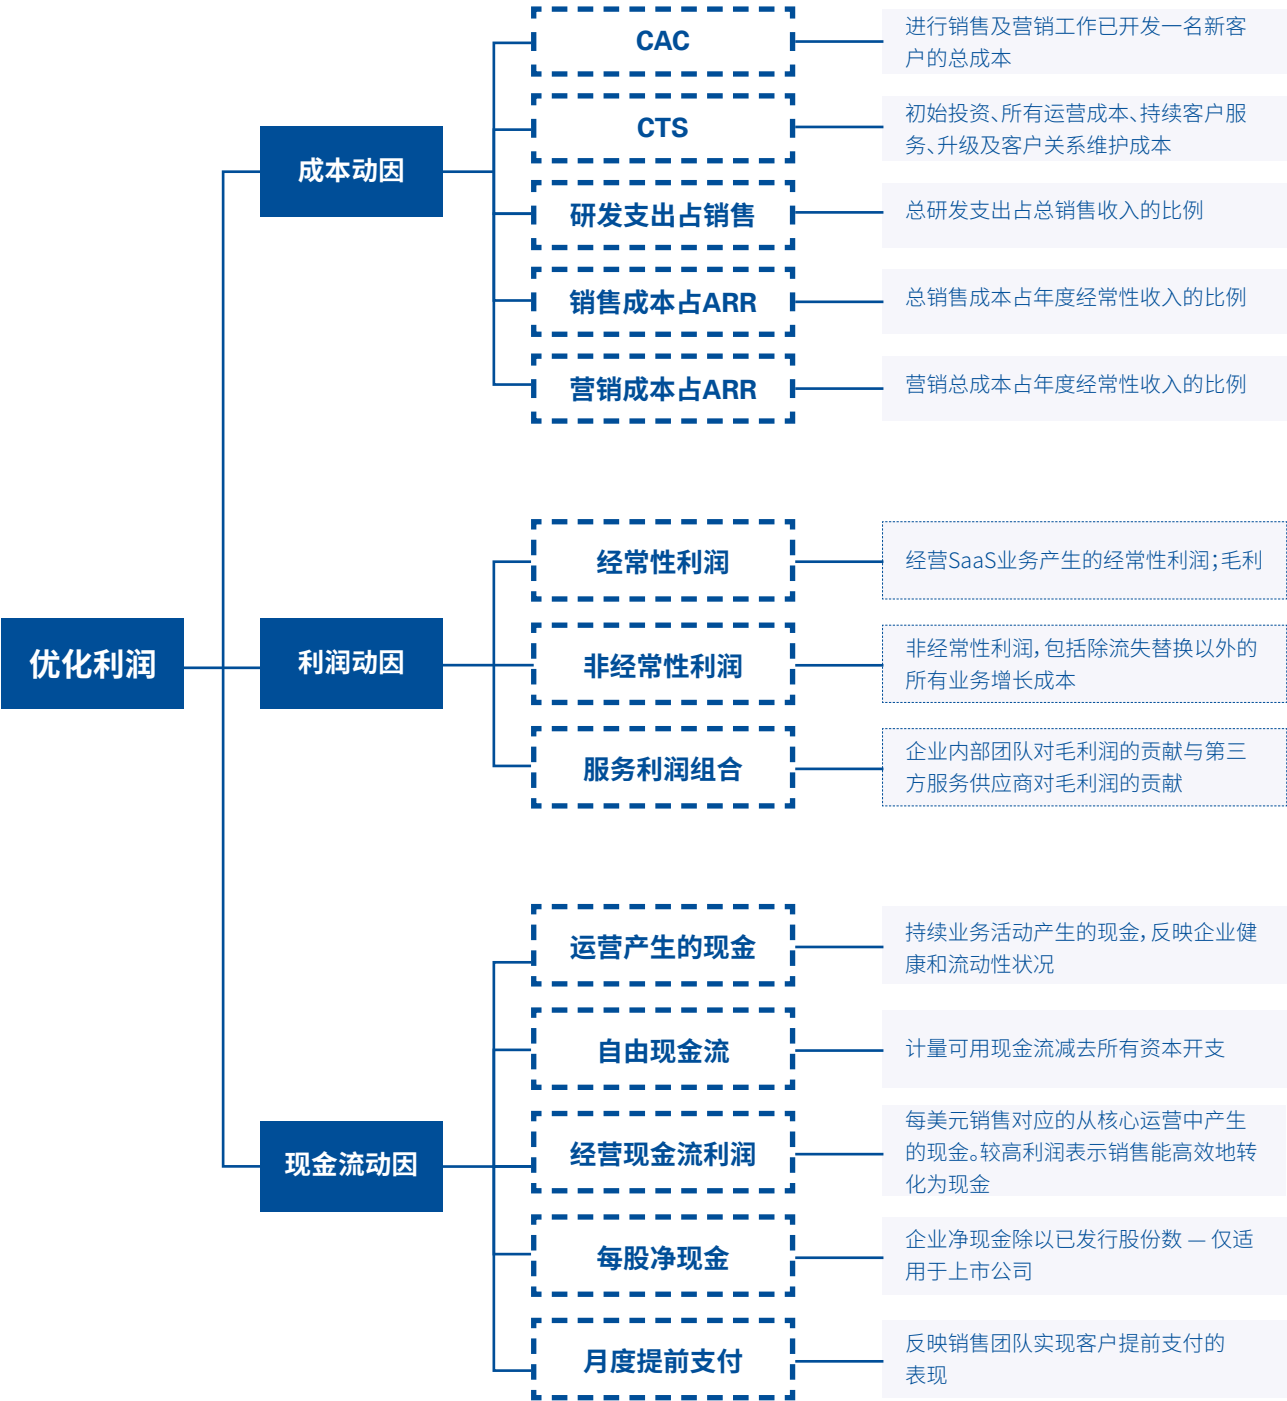 优化利润
成本动因
CAC
进行销售及营销工作已开发一名新客
户的总成本
CTS
初始投资、所有运营成本、持续客户服
务、升级及客户关系维护成本
研发支出占销售
总研发支出占总销售收入的比例
销售成本占ARR
总销售成本占年度经常性收入的比例
营销成本占ARR
营销总成本占年度经常性收入的比例
利润动因
经常性利润
经营SaaS业务产生的经常性利润；毛利
非经常性利润
非经常性利润，包括除流失替换以外的
所有业务增长成本
服务利润组合
企业内部团队对毛利润的贡献与第三
方服务供应商对毛利润的贡献
现金流动因
运营产生的现金
持续业务活动产生的现金，反映企业健
康和流动性状况
自由现金流
计量可用现金流减去所有资本开支
经营现金流利润
每美元销售对应的从核心运营中产生
的现金。较高利润表示销售能高效地转
化为现金
每股净现金
企业净现金除以已发行股份数 — 仅适
用于上市公司
月度提前支付
反映销售团队实现客户提前支付的
表现